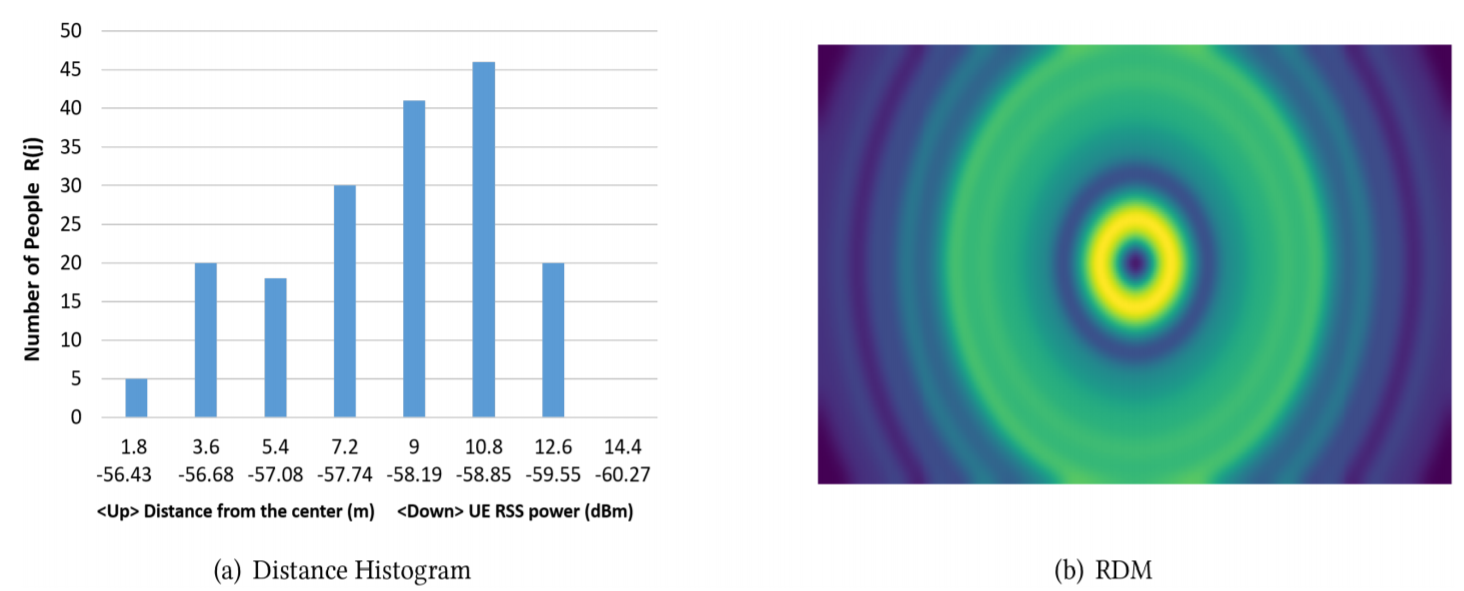 50
45
40
35
30
25
20
15
10
5
0
Number of People R(j)
1.8 3.6 5.4 7.2 9 10.8 12.6 14.4
-56.43 -56.68 -57.08 -57.74 -58.19 -58.85 -59.55 -60.27
<Up> Distance from the center (m) <Down> UE RSS power (dBm)
(a) Distance Histogram
(b) RDM